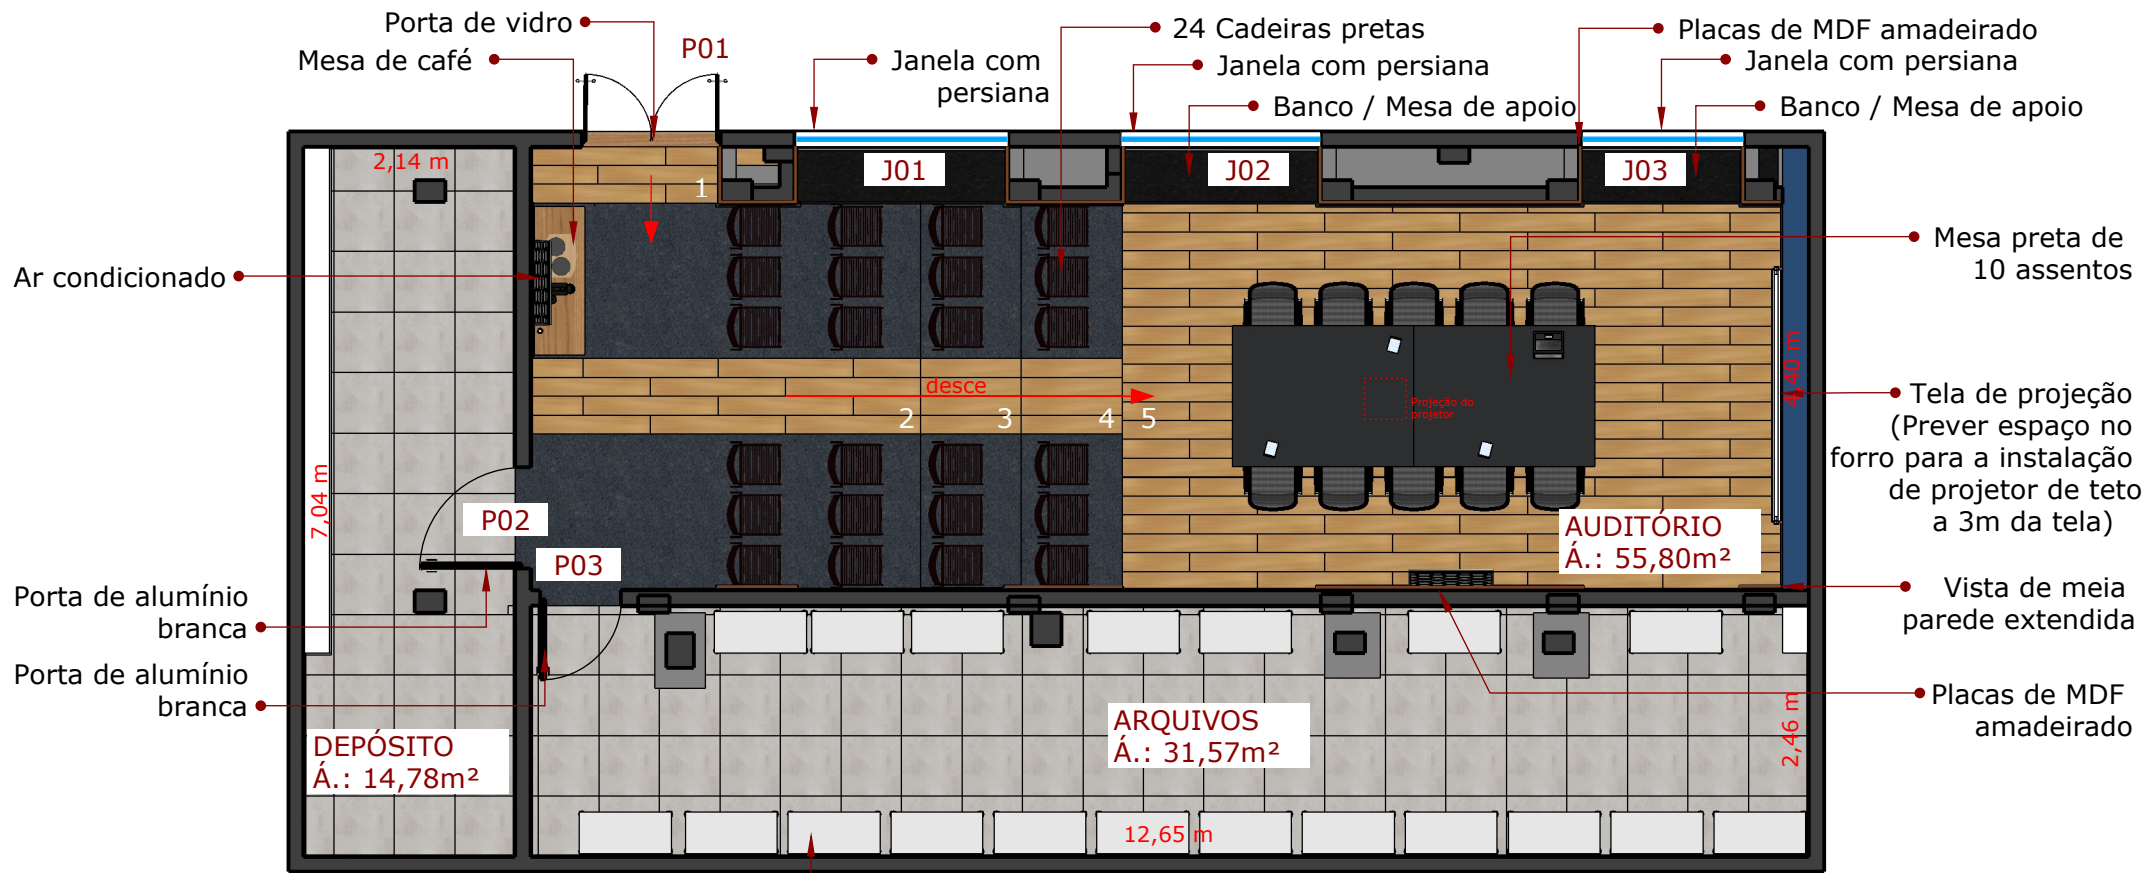 Porta de vidro
P01
Mesa de café
Janela com
persiana
24 Cadeiras pretas
Janela com persiana
Banco / Mesa de apoio
Placas de MDF amadeirado
Janela com persiana
Banco / Mesa de apoio
2,14 m
1
J01
J02
J03
Ar condicionado
Mesa preta de
10 assentos
desce
2
3
4
5
Projeção do
projetor
4,40 m
Tela de projeção
(Prever espaço no
forro para a instalação
de projetor de teto
a 3m da tela)
7,04 m
P02
P03
AUDITÓRIO
Á.: 55,80m²
Vista de meia
parede extendida
Porta de alumínio
branca
Porta de alumínio
branca
Placas de MDF
amadeirado
DEPÓSITO
Á.: 14,78m²
ARQUIVOS
Á.: 31,57m²
2,46 m
12,65 m